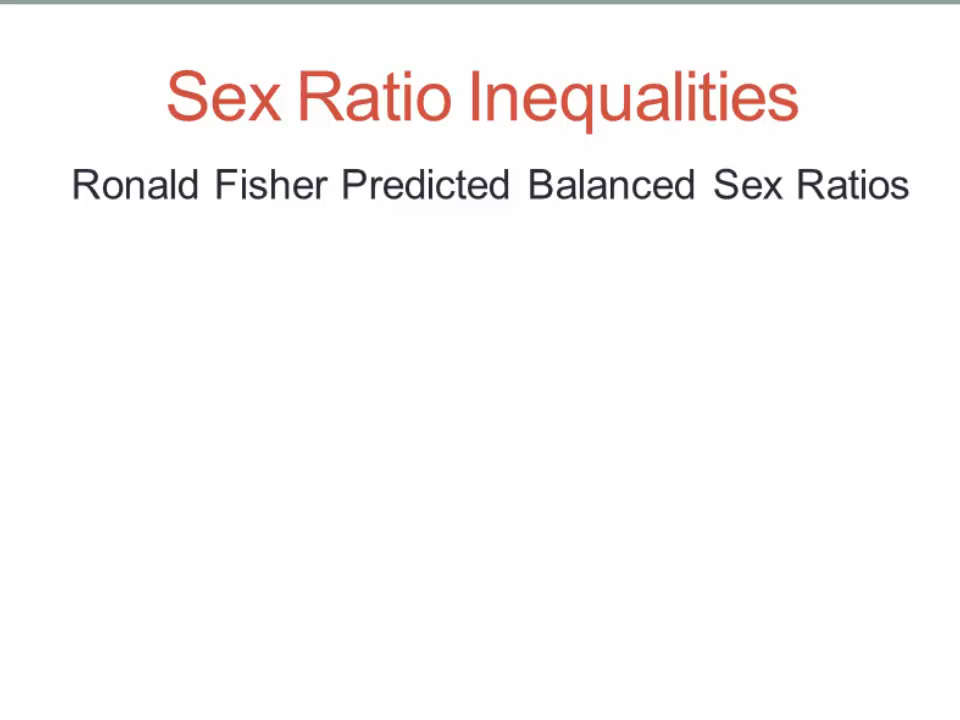 Sex Ratio Inequalities
Ronald Fisher Predicted Balanced Sex Ratios